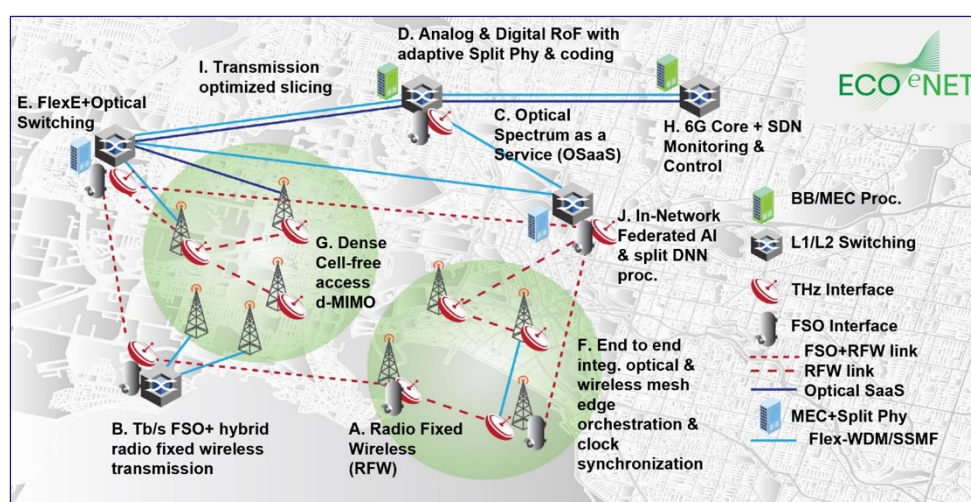 D. Analog & Digital RoF with
adaptive Split Phy & coding
ECO eNET
I. Transmission
optimized slicing
E. FlexE+Optical
Switching
C. Optical
Spectrum as a
Service (OSaaS)
H. 6G Core + SDN
Monitoring &
Control
BB/MEC Proc.
J. In-Network
Federated AI
& split DNN
proc.
L1/L2 Switching
G. Dense
Cell-free
access
d-MIMO
THz Interface
FSO Interface
F. End to end
integ. optical &
wireless mesh
edge
orchestration &
clock
synchronization
FSO+RFW link
RFW link
Optical SaaS
MEC+Split Phy
Flex-WDM/SSMF
B. Tb/s FSO+ hybrid
radio fixed wireless
transmission
A. Radio Fixed
Wireless
(RFW)